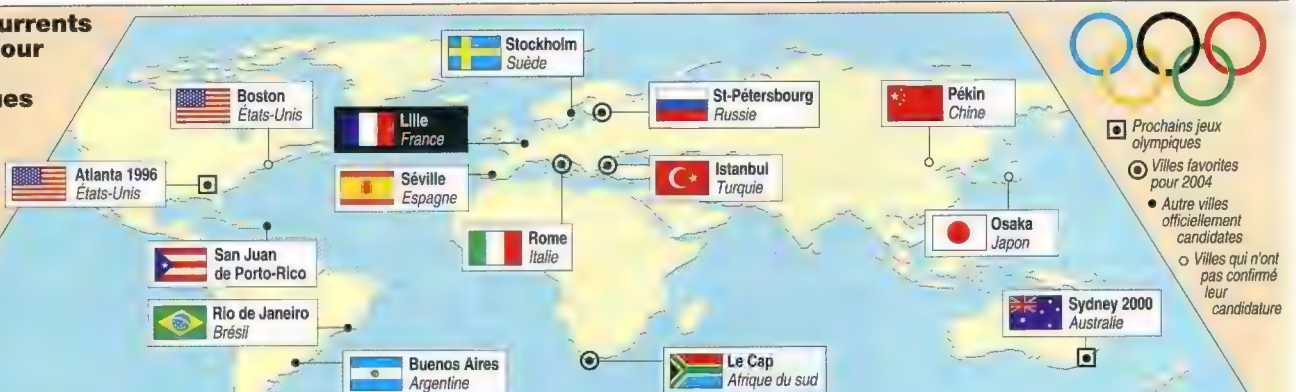 urrents
our
ues
Stockholm
Suède
Boston
États-Unis
Lille
France
St-Pétersbourg
Russie
Pékin
Chine
Atlanta 1996
États-Unis
Séville
Espagne
Istanbul
Turquie
Rome
Italie
Osaka
Japon
San Juan
de Porto-Rico
Rio de Janeiro
Brésil
Sydney 2000
Australie
Buenos Aires
Argentine
Le Cap
Afrique du sud
Prochains jeux
olympiques
Villes favorites
pour 2004
Autre villes
officiellement
candidates
Villes qui n'ont
pas confirmé
leur
candidature